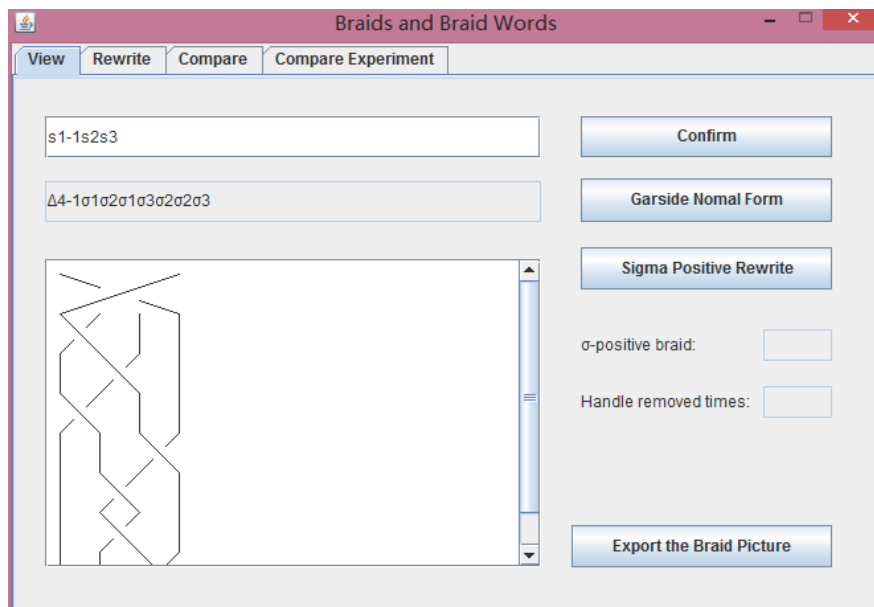 Braids and Braid Words
View Rewrite Compare Compare Experiment
s1-1s2s3
Confirm
Δ4-1σ1σ2σ1σ3σ2σ2σ3
Garside Nomal Form
Sigma Positive Rewrite
σ-positive braid:
Handle removed times:
Export the Braid Picture